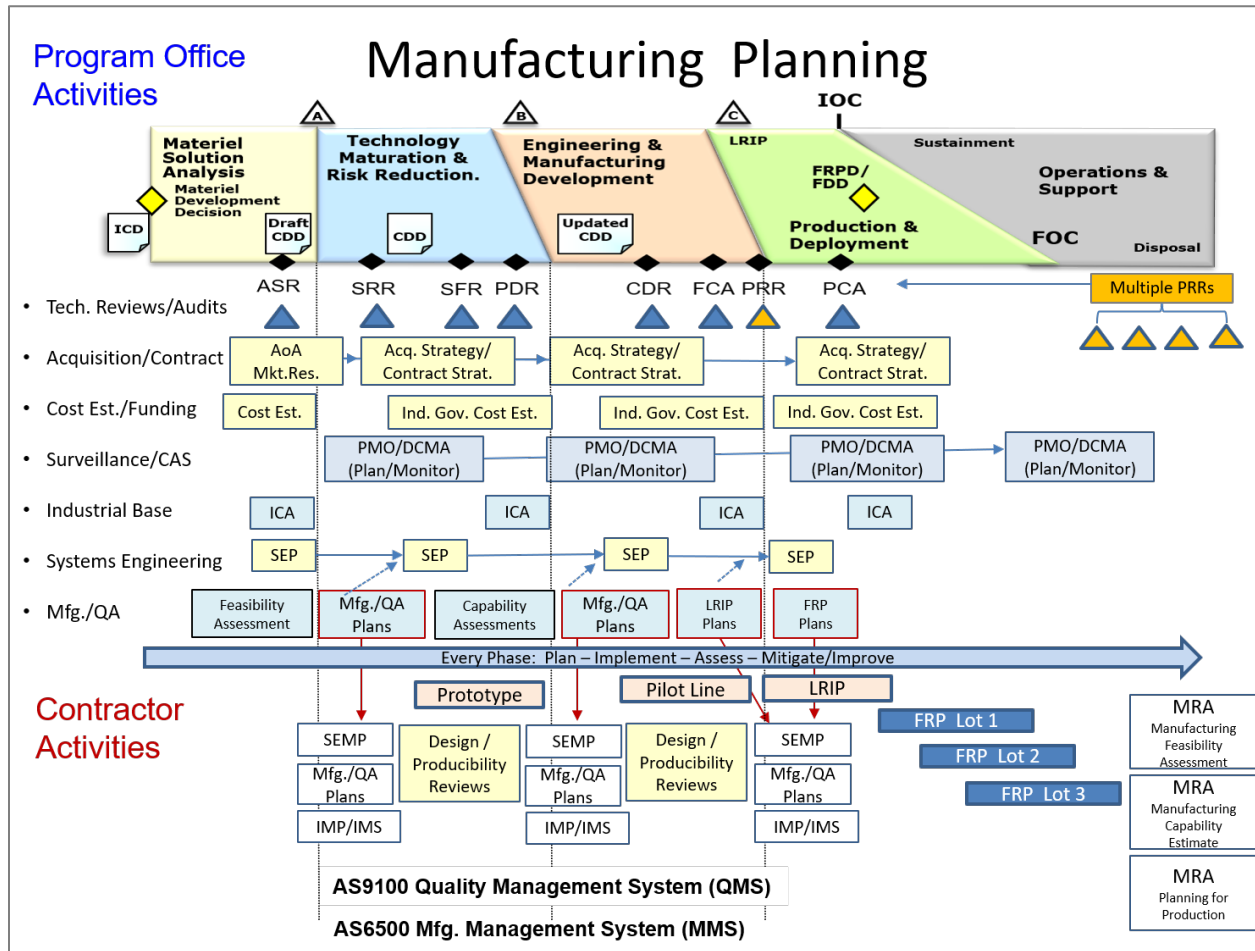 Program Office
Activities
Manufacturing Planning
A
B
C
IOC
Materiel
Solution
Analysis
Materiel
Development
Decision
ICD
Draft
CDD
Technology
Maturation &
Risk Reduction.
CDD
Engineering &
Manufacturing
Development
Updated
CDD
LRIP
FRPD/
FDD
Production &
Deployment
Sustainment
Operations &
Support
FOC
Disposal
ASR
SRR
SFR
PDR
CDR
FCA
PRR
PCA
Multiple PRRs
• Tech. Reviews/Audits
• Acquisition/Contract
AoA
Mkt.Res.
Acq. Strategy/
Contract Strat.
Acq. Strategy/
Contract Strat.
Acq. Strategy/
Contract Strat.
• Cost Est./Funding
Cost Est.
Ind. Gov. Cost Est.
Ind. Gov. Cost Est.
Ind. Gov. Cost Est.
• Surveillance/CAS
PMO/DCMA
(Plan/Monitor)
PMO/DCMA
(Plan/Monitor)
PMO/DCMA
(Plan/Monitor)
PMO/DCMA
(Plan/Monitor)
• Industrial Base
ICA
ICA
ICA
ICA
• Systems Engineering
SEP
SEP
SEP
SEP
• Mfg./QA
Feasibility
Assessment
Mfg./QA
Plans
Capability
Assessments
Mfg./QA
Plans
LRIP
Plans
FRP
Plans
Every Phase: Plan – Implement – Assess – Mitigate/Improve
Contractor
Activities
Prototype
Pilot Line
LRIP
FRP Lot 1
FRP Lot 2
FRP Lot 3
SEMP
Mfg./QA
Plans
IMP/IMS
Design /
Producibility
Reviews
SEMP
Mfg./QA
Plans
IMP/IMS
Design /
Producibility
Reviews
SEMP
Mfg./QA
Plans
IMP/IMS
MRA
Manufacturing
Feasibility
Assessment
MRA
Manufacturing
Capability
Estimate
MRA
Planning for
Production
AS9100 Quality Management System (QMS)
AS6500 Mfg. Management System (MMS)